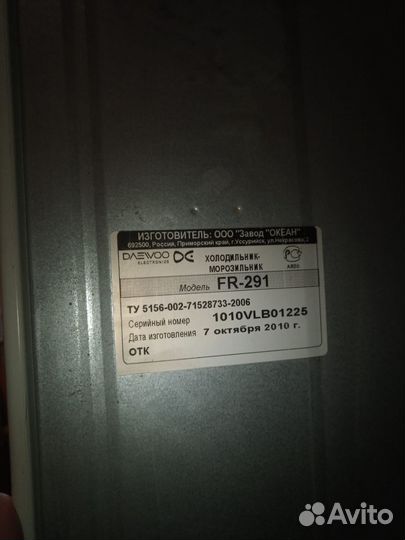 ИЗГОТОВИТЕЛЬ: ООО "Завод "ОКЕАН"
692500, Россия, Приморский край, г.Уссурийск, ул.Некрасова,2
DAEWOO
ELECTRONICS
ХОЛОДИЛЬНИК-
МОРОЗИЛЬНИК
Модель FR-291
ТУ 5156-002-71528733-2006
Серийный номер 1010VLB01225
Дата изготовления 7 октября 2010 г.
ОТК
Avito